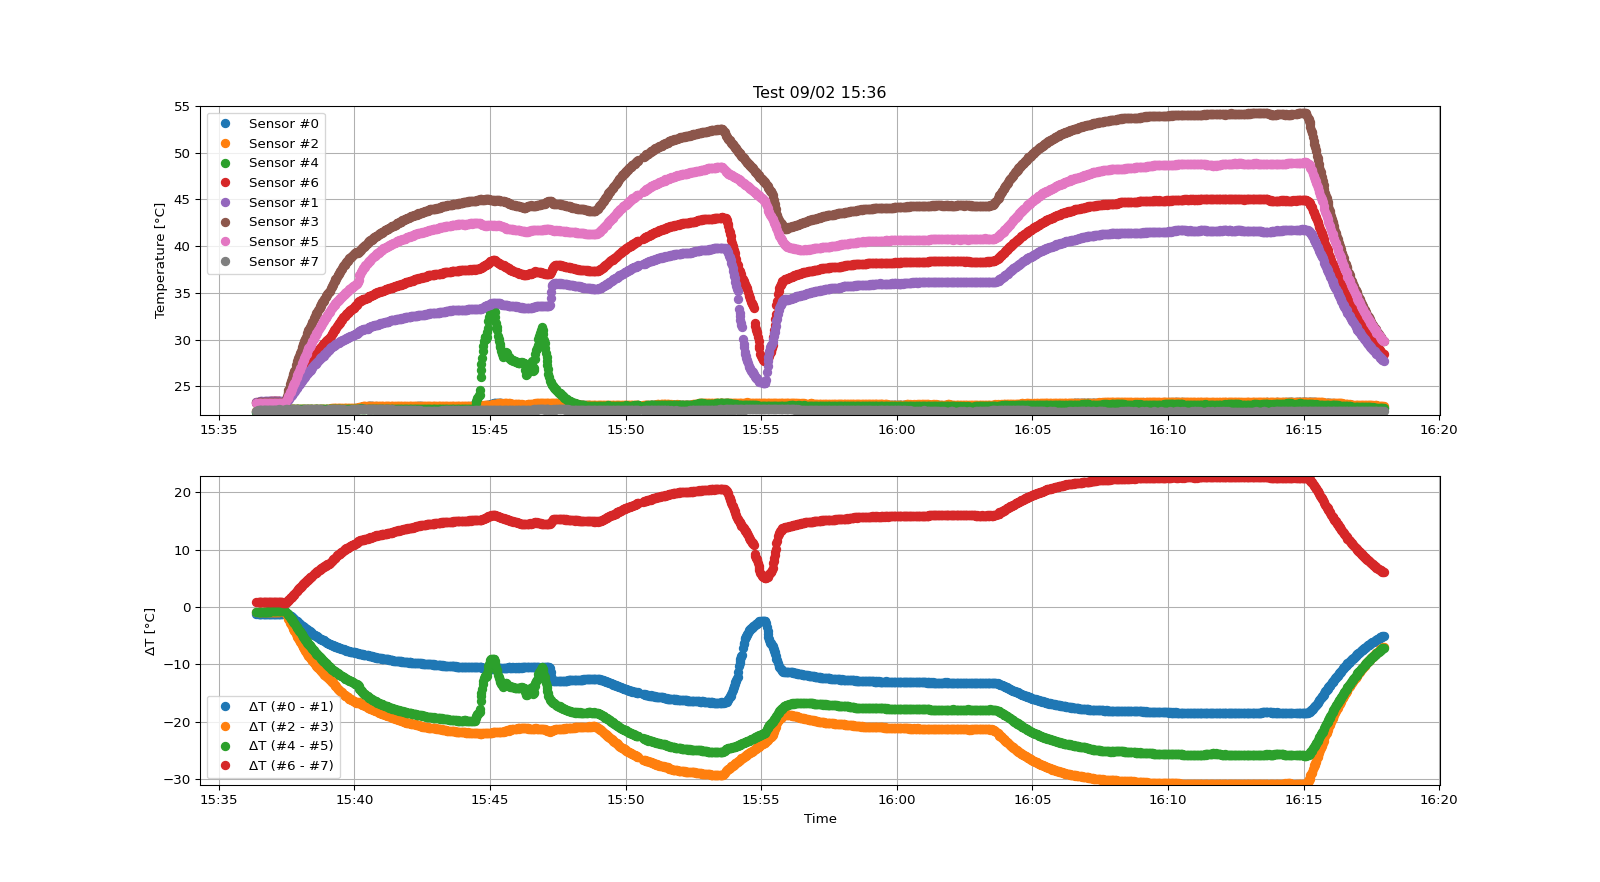 Test 09/02 15:36
Temperature [°C]
55
50
45
40
35
30
25
Sensor #0
Sensor #2
Sensor #4
Sensor #6
Sensor #1
Sensor #3
Sensor #5
Sensor #7
15:35 15:40 15:45 15:50 15:55 16:00 16:05 16:10 16:15 16:20
ΔT [°C]
20
10
0
−10
−20
−30
ΔT (#0 - #1)
ΔT (#2 - #3)
ΔT (#4 - #5)
ΔT (#6 - #7)
15:35 15:40 15:45 15:50 15:55 16:00 16:05 16:10 16:15 16:20
Time